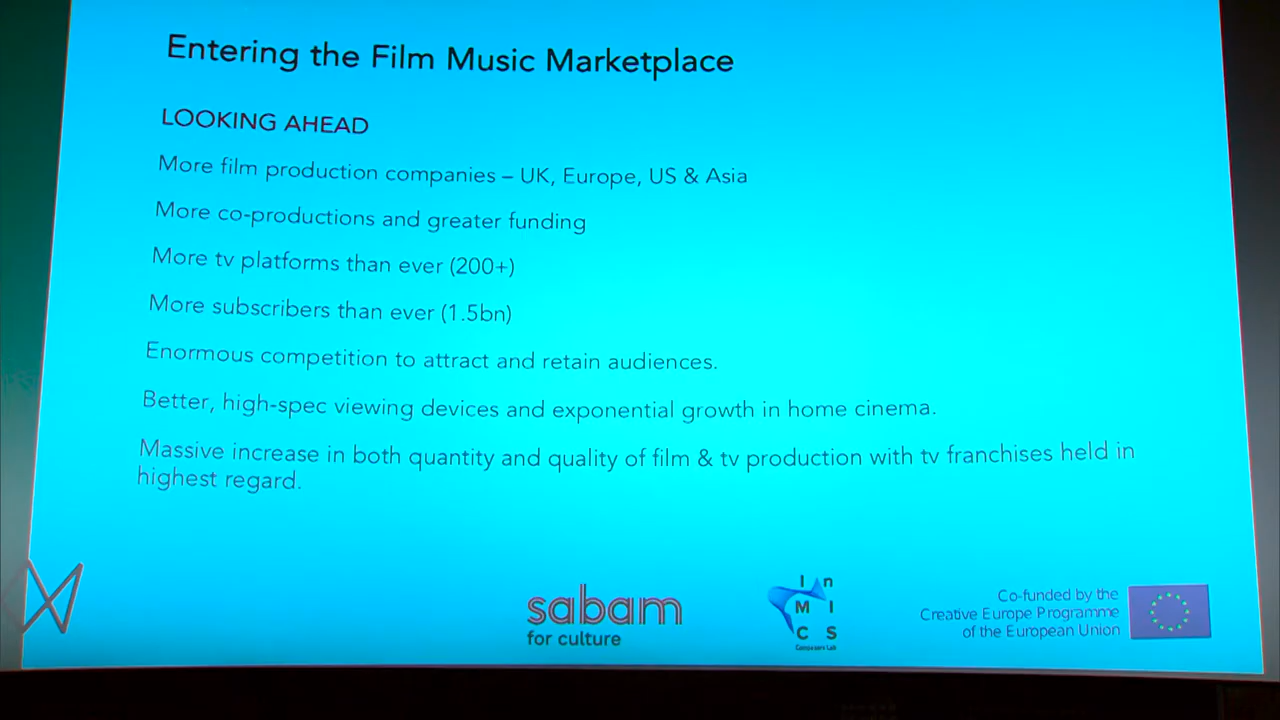 Entering the Film Music Marketplace
LOOKING AHEAD
More film production companies – UK, Europe, US & Asia
More co-productions and greater funding
More tv platforms than ever (200+)
More subscribers than ever (1.5bn)
Enormous competition to attract and retain audiences.
Better, high-spec viewing devices and exponential growth in home cinema.
Massive increase in both quantity and quality of film & tv production with tv franchises held in
highest regard.
sabam
for culture
In
MI
CS
Composers Lab
Co-funded by the
Creative Europe Programme
of the European Union